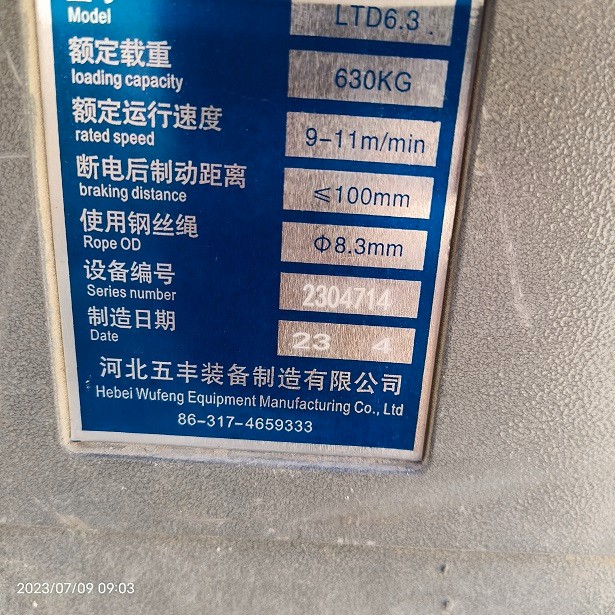 Model LTD6.3
额定载重
loading capacity 630KG
额定运行速度
rated speed 9-11m/min
断电后制动距离
braking distance ≤100mm
使用钢丝绳
Rope OD Φ8.3mm
设备编号
Series number 2304714
制造日期
Date 23 4
河北五丰装备制造有限公司
Hebei Wufeng Equipment Manufacturing Co., Ltd
86-317-4659333
2023/07/09 09:03